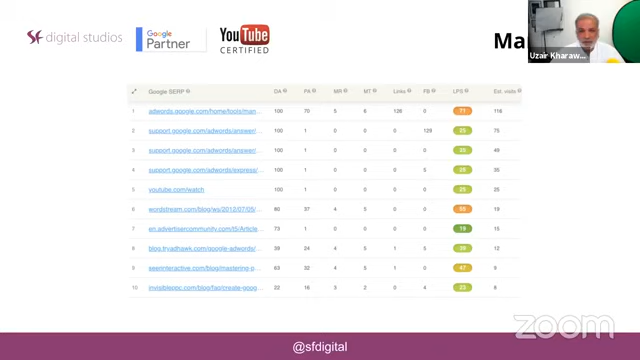 SF digital studios
Google
Partner
YouTube
CERTIFIED
Ma
Uzair Kharaw...
Google SERP DA PA MR MT Links FB LPS Est. visits
1 adwords.google.com/home/tools/man... 100 70 5 6 128 0 71 116
2 support.google.com/adwords/answer/... 100 1 0 0 0 129 25 75
3 support.google.com/adwords/answer/... 100 1 0 0 0 0 25 49
4 support.google.com/adwords/express/... 100 1 0 0 0 5 25 35
5 youtube.com/watch 100 1 0 0 0 0 25 25
6 wordstream.com/blog/ws/2012/07/05/... 80 37 4 5 0 0 19
7 en.advertisercommunity.com/t5/Article... 73 1 0 0 0 0 19 15
8 blog.tryadhawk.com/google-adwords/... 39 24 4 5 1 5 39 12
9 seerinteractive.com/blog/mastering-p... 63 32 4 5 1 0 47 9
10 invisibleppc.com/blog/faq/create-goog... 22 16 3 2 0 4 23 8
zoom
@sfdigital